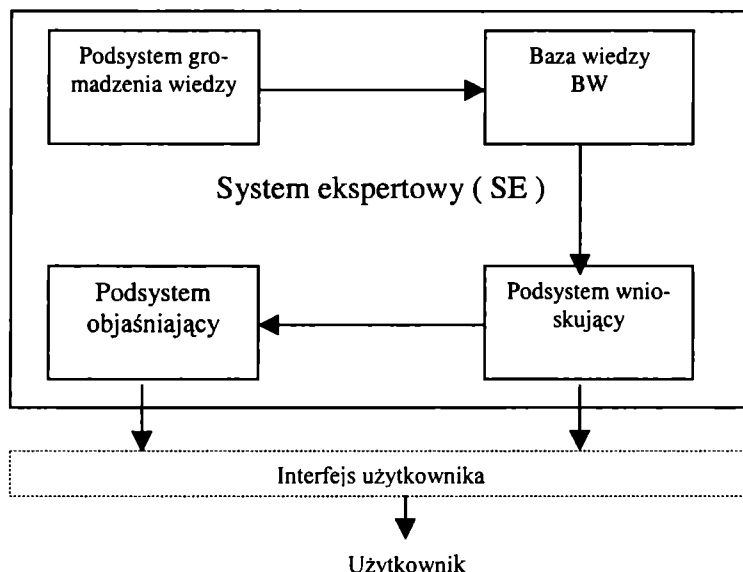 Podsystem gro-
madzenia wiedzy
Baza wiedzy
BW
System ekspertowy ( SE )
Podsystem
objaśniający
Podsystem wnio-
skujący
Interfejs użytkownika
Użytkownik